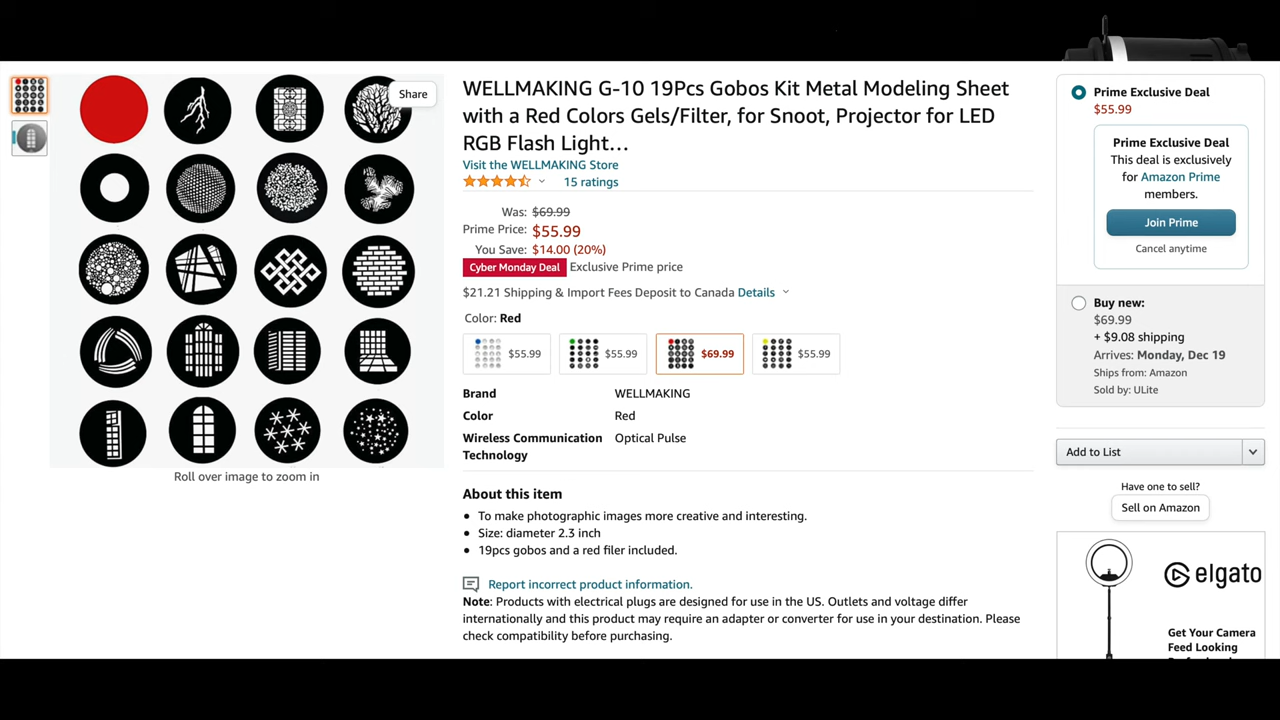 Share
Roll over image to zoom in
WELLMAKING G-10 19Pcs Gobos Kit Metal Modeling Sheet
with a Red Colors Gels/Filter, for Snoot, Projector for LED
RGB Flash Light...
Visit the WELLMAKING Store
15 ratings
Was: $69.99
Prime Price: $55.99
You Save: $14.00 (20%)
Cyber Monday Deal Exclusive Prime price
$21.21 Shipping & Import Fees Deposit to Canada Details
Color: Red
$55.99 $55.99 $69.99 $55.99
Brand WELLMAKING
Color Red
Wireless Communication Optical Pulse
Technology
About this item
To make photographic images more creative and interesting.
Size: diameter 2.3 inch
19pcs gobos and a red filer included.
Report incorrect product information.
Note: Products with electrical plugs are designed for use in the US. Outlets and voltage differ
internationally and this product may require an adapter or converter for use in your destination. Please
check compatibility before purchasing.
Prime Exclusive Deal
$55.99
Prime Exclusive Deal
This deal is exclusively
for Amazon Prime
members.
Join Prime
Cancel anytime
Buy new:
$69.99
+ $9.08 shipping
Arrives: Monday, Dec 19
Ships from: Amazon
Sold by: ULite
Add to List
Have one to sell?
Sell on Amazon
elgato
Get Your Camera
Feed Looking